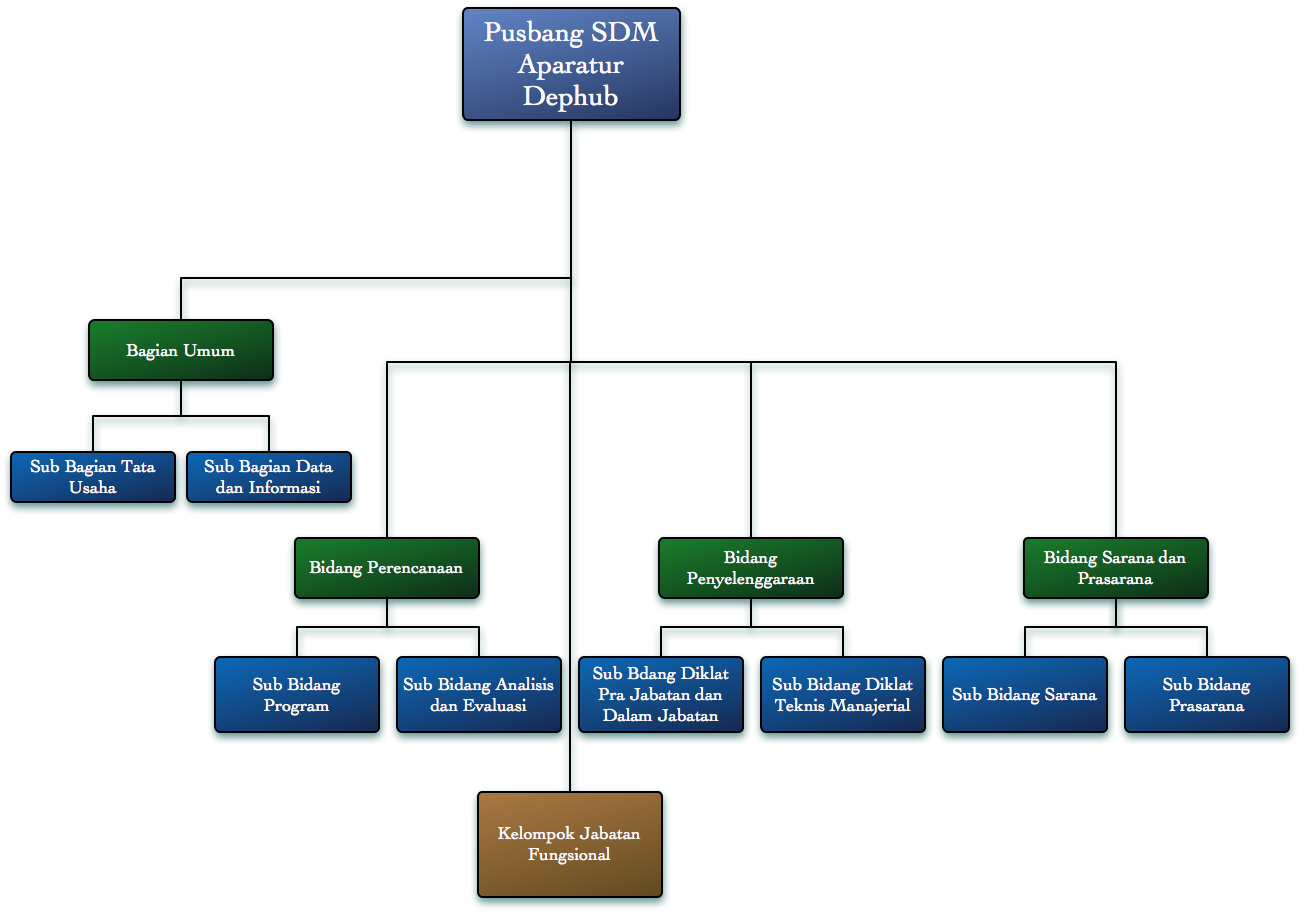 Pusbang SDM
Aparatur
Dephub
Bagian Umum
Sub Bagian Tata
Usaha
Sub Bagian Data
dan Informasi
Bidang Perencanaan
Bidang
Penyelenggaraan
Bidang Sarana dan
Prasarana
Sub Bidang
Program
Sub Bidang Analisis
dan Evaluasi
Sub Bdang Diklat
Pra Jabatan dan
Dalam Jabatan
Sub Bidang Diklat
Teknis Manajerial
Sub Bidang Sarana
Sub Bidang
Prasarana
Kelompok Jabatan
Fungsional